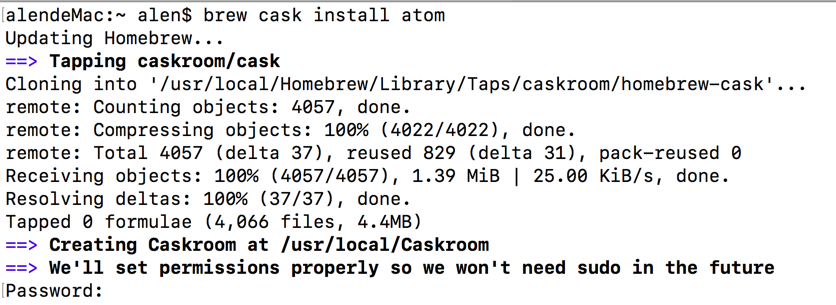 alendeMac:~ alen$ brew cask install atom
Updating Homebrew...
==> Tapping caskroom/cask
Cloning into '/usr/local/Homebrew/Library/Taps/caskroom/homebrew-cask'...
remote: Counting objects: 4057, done.
remote: Compressing objects: 100% (4022/4022), done.
remote: Total 4057 (delta 37), reused 829 (delta 31), pack-reused 0
Receiving objects: 100% (4057/4057), 1.39 MiB | 25.00 KiB/s, done.
Resolving deltas: 100% (37/37), done.
Tapped 0 formulae (4,066 files, 4.4MB)
==> Creating Caskroom at /usr/local/Caskroom
==> We'll set permissions properly so we won't need sudo in the future
Password: